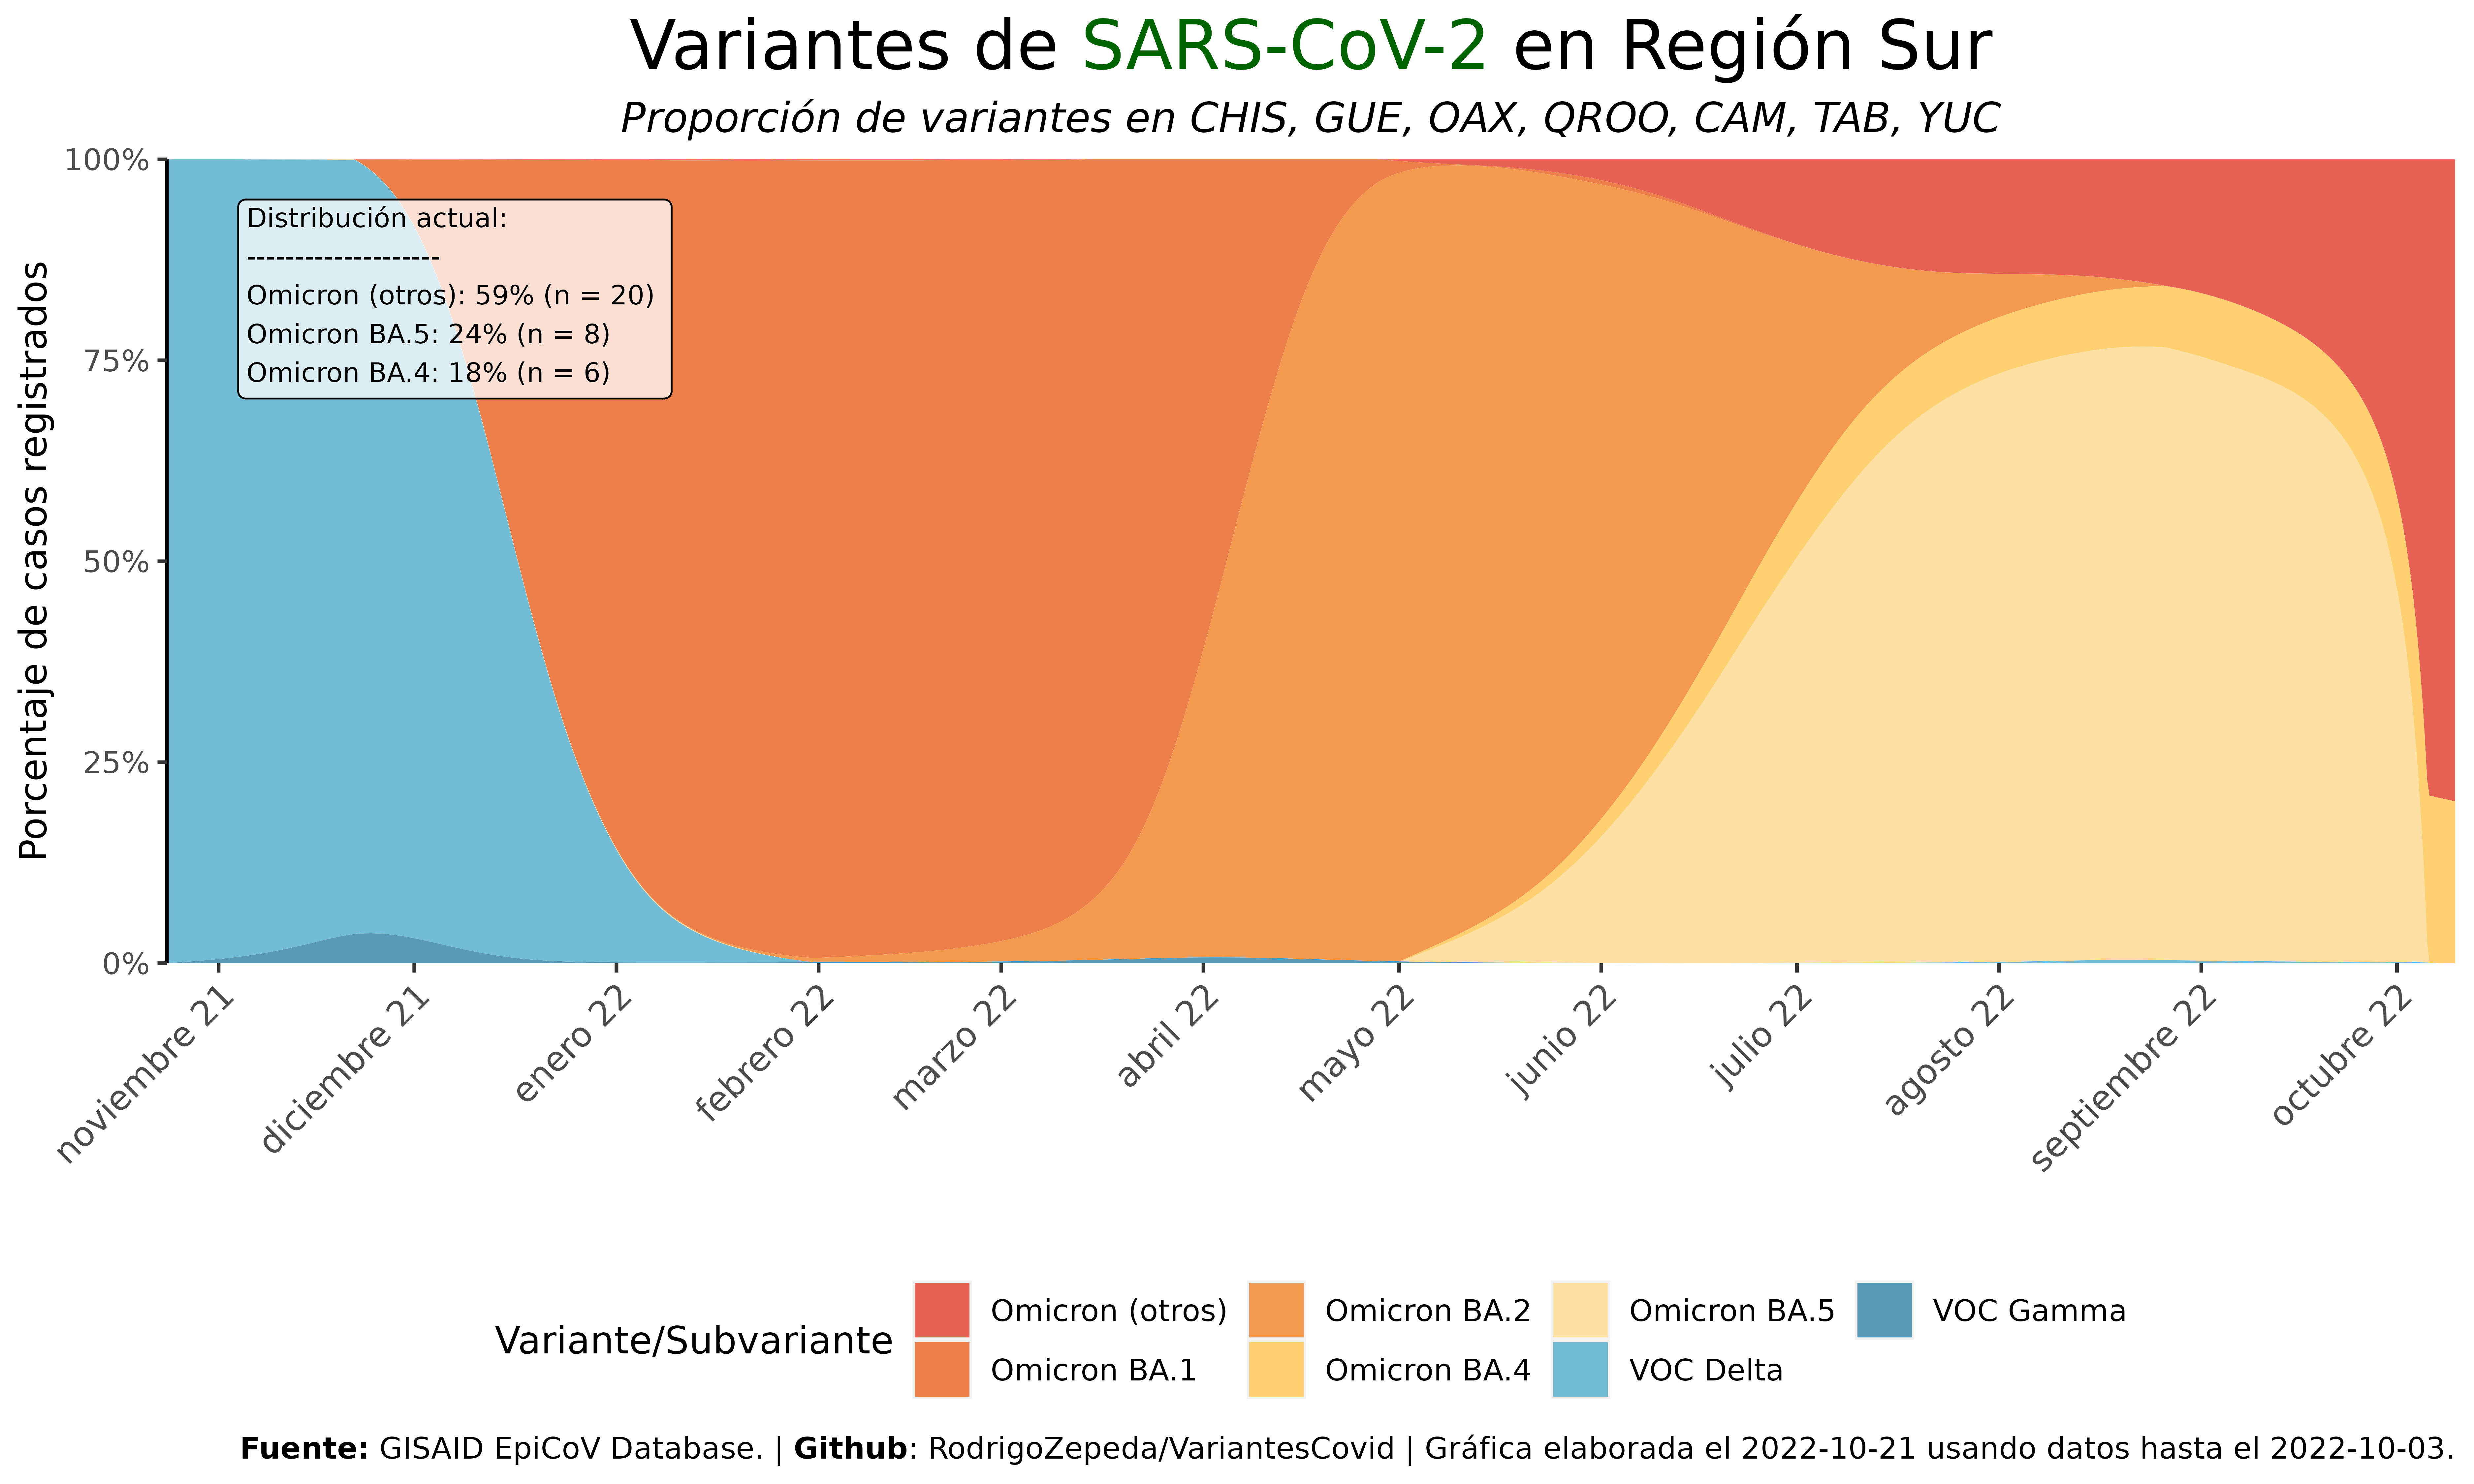 Variantes de SARS-CoV-2 en Región Sur
Proporción de variantes en CHIS, GUE, OAX, QROO, CAM, TAB, YUC
Porcentaje de casos registrados
100%
75%
50%
25%
0%
Distribución actual:
--------------------
Omicron (otros): 59% (n = 20)
Omicron BA.5: 24% (n = 8)
Omicron BA.4: 18% (n = 6)
noviembre 21
diciembre 21
enero 22
febrero 22
marzo 22
abril 22
mayo 22
junio 22
julio 22
agosto 22
septiembre 22
octubre 22
Variante/Subvariante
Omicron (otros)
Omicron BA.1
Omicron BA.2
Omicron BA.4
Omicron BA.5
VOC Delta
VOC Gamma
Fuente: GISAID EpiCoV Database. | Github: RodrigoZepeda/VariantesCovid | Gráfica elaborada el 2022-10-21 usando datos hasta el 2022-10-03.